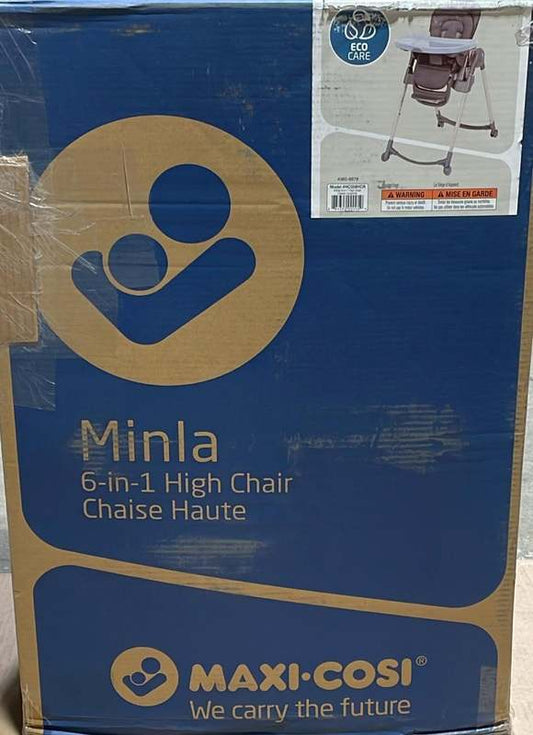 ECO
CARE
WARNING
MISE EN GARDE
Minla
6-in-1 High Chair
Chaise Haute
MAXI·COSI®
We carry the future